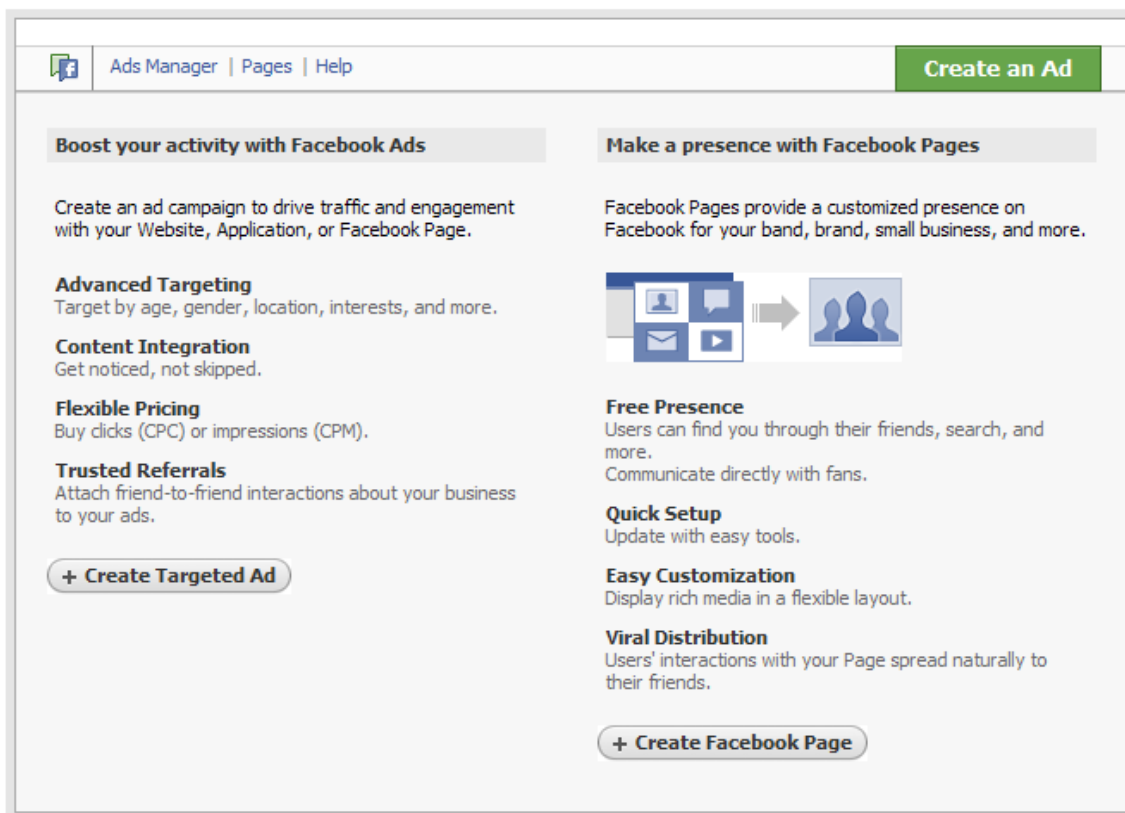 Ads Manager | Pages | Help
Create an Ad
Boost your activity with Facebook Ads
Create an ad campaign to drive traffic and engagement
with your Website, Application, or Facebook Page.
Advanced Targeting
Target by age, gender, location, interests, and more.
Content Integration
Get noticed, not skipped.
Flexible Pricing
Buy clicks (CPC) or impressions (CPM).
Trusted Referrals
Attach friend-to-friend interactions about your business
to your ads.
+ Create Targeted Ad
Make a presence with Facebook Pages
Facebook Pages provide a customized presence on
Facebook for your band, brand, small business, and more.
Free Presence
Users can find you through their friends, search, and
more.
Communicate directly with fans.
Quick Setup
Update with easy tools.
Easy Customization
Display rich media in a flexible layout.
Viral Distribution
Users' interactions with your Page spread naturally to
their friends.
+ Create Facebook Page